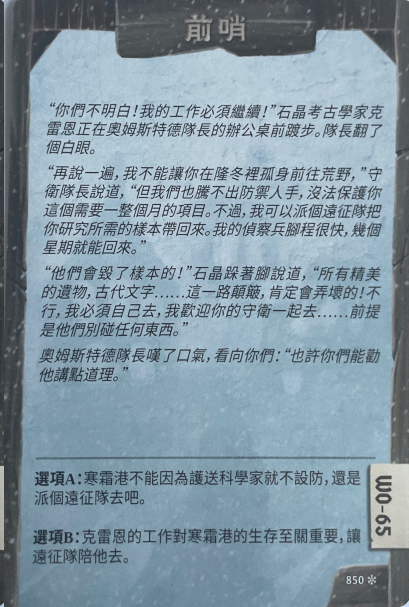 前哨
“你們不明白！我的工作必須繼續！”石晶考古學家克
雷恩正在奧姆斯特德隊長的辦公桌前踱步。隊長翻了
個白眼。
“再說一遍，我不能讓你在隆冬裡孤身前往荒野，”守
衛隊長說道，“但我們也騰不出防禦人手，沒法保護你
這個需要一整個月的項目。不過，我可以派個遠征隊把
你研究所需的樣本帶回來。我的偵察兵腳程很快，幾個
星期就能回來。”
“他們會毀了樣本的！”石晶跺著腳說道，“所有精美
的遺物，古代文字……這一路顛簸，肯定會弄壞的！不
行，我必須自己去，我歡迎你的守衛一起去……前提
是他們別碰任何東西。”
奧姆斯特德隊長嘆了口氣，看向你們：“也許你們能勸
他講點道理。”
選項A：寒霜港不能因為護送科學家就不設防，還是
派個遠征隊去吧。
選項B：克雷恩的工作對寒霜港的生存至關重要，讓
遠征隊陪他去。
WO-65
850